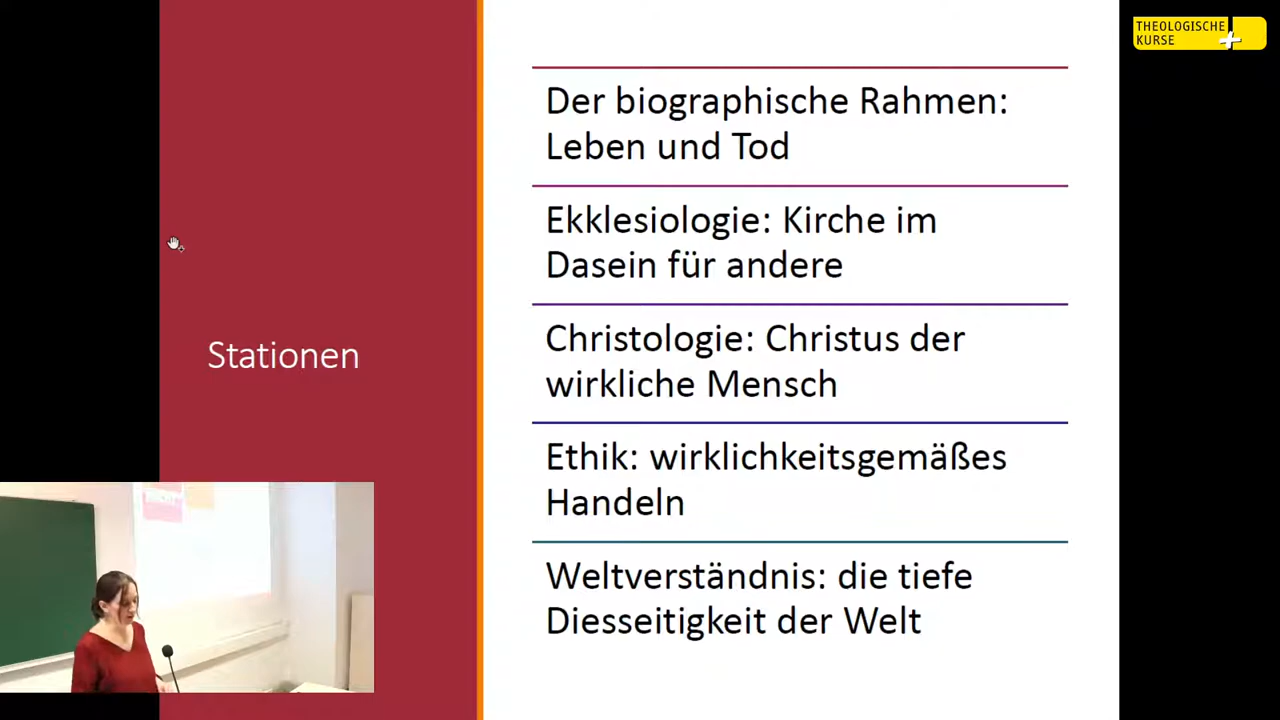 THEOLOGISCHE
KURSE
Stationen
Der biographische Rahmen:
Leben und Tod
Ekklesiologie: Kirche im
Dasein für andere
Christologie: Christus der
wirkliche Mensch
Ethik: wirklichkeitsgemäßes
Handeln
Weltverständnis: die tiefe
Diesseitigkeit der Welt